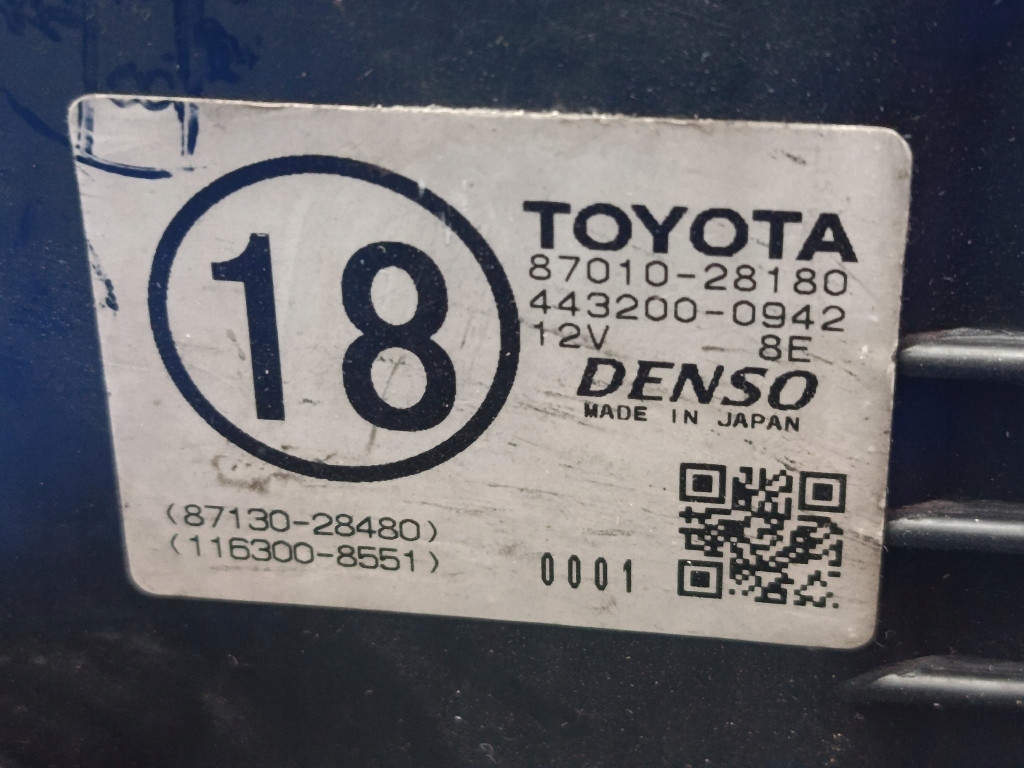 18
TOYOTA
87010-28180
443200-0942
12V 8E
DENSO
MADE IN JAPAN
(87130-28480)
(116300-8551)
0001